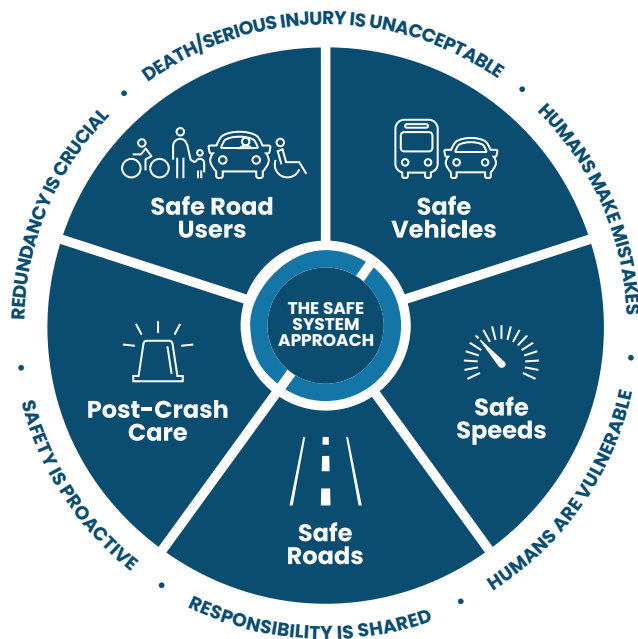 DEATH/SERIOUS INJURY IS UNACCEPTABLE
HUMANS MAKE MISTAKES
HUMANS ARE VULNERABLE
RESPONSIBILITY IS SHARED
SAFETY IS PROACTIVE
REDUNDANCY IS CRUCIAL
Safe Road
Users
Safe
Vehicles
Safe
Speeds
Safe
Roads
Post-Crash
Care
THE SAFE
SYSTEM
APPROACH